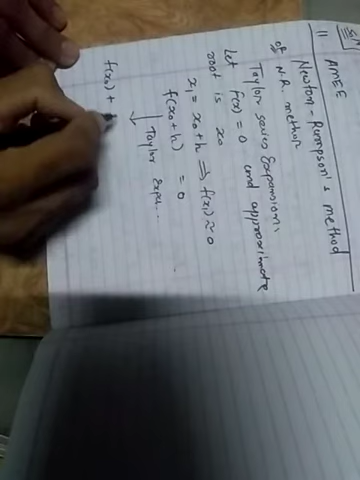 11 AMEE
Newton-Rampson's method
Taylor series Expansion:
of N.R. method
Let f(x) = 0 and approximate
root is x₀
x₁ = x₀ + h ⇒ f(x₁) ≈ 0
f(x₀+h) = 0
↓ Taylor Expa...
f(x₀) +